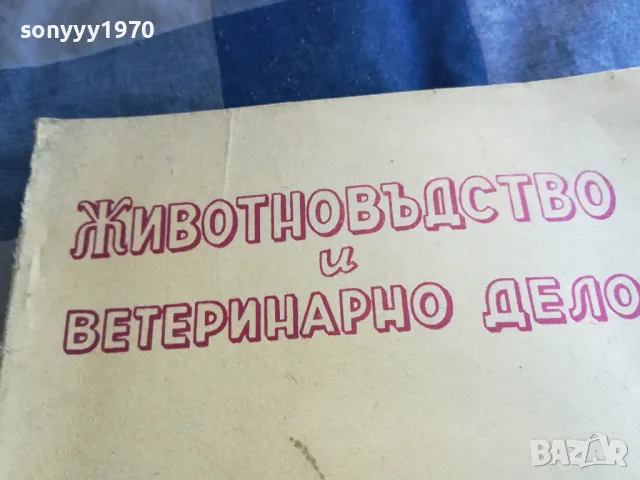 sonyyy1970
ЖИВОТНОВЪДСТВО
и
ВЕТЕРИНАРНО ДЕЛО
BAZAR